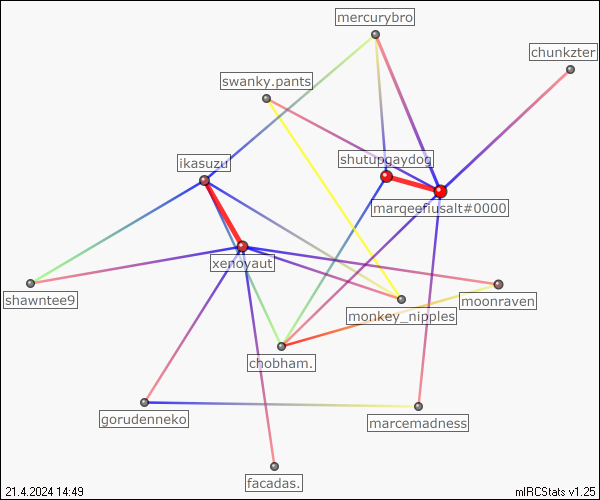 mercurybro
chunkzter
swanky.pants
shutupgaydog
ikasuzu
marqeefiusalt#0000
xenoyaut
shawntee9
moonraven
monkey_nipples
chobham.
gorudenneko
marcemadness
facadas.
21.4.2024 14:49
mIRCStats v1.25